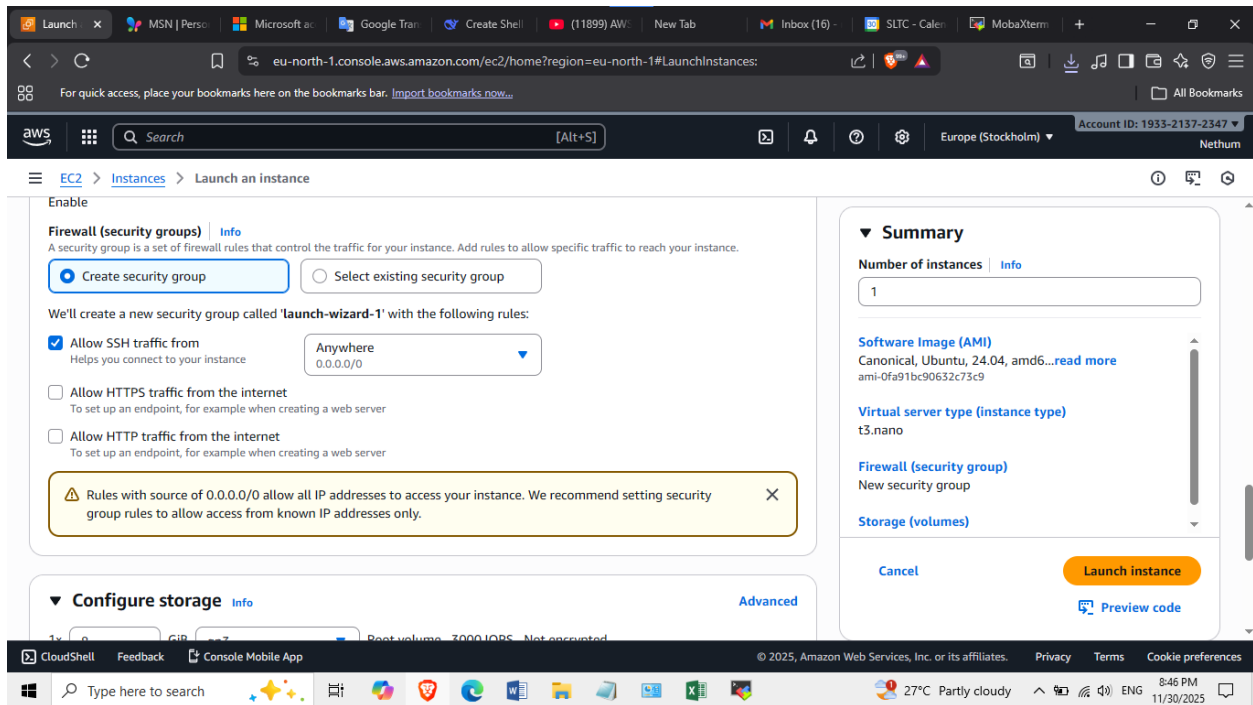 Launch
MSN | Perso
Microsoft ac
Google Tran
Create Shell
(11899) AWS
New Tab
Inbox (16) -
SLTC - Calen
MobaXterm
eu-north-1.console.aws.amazon.com/ec2/home?region=eu-north-1#LaunchInstances:
For quick access, place your bookmarks here on the bookmarks bar. Import bookmarks now...
All Bookmarks
aws
Search
[Alt+S]
Europe (Stockholm)
Account ID: 1933-2137-2347
Nethum
EC2 > Instances > Launch an instance
Enable
Firewall (security groups) Info
A security group is a set of firewall rules that control the traffic for your instance. Add rules to allow specific traffic to reach your instance.
Create security group
Select existing security group
We'll create a new security group called 'launch-wizard-1' with the following rules:
Allow SSH traffic from
Helps you connect to your instance
Anywhere
0.0.0.0/0
Allow HTTPS traffic from the internet
To set up an endpoint, for example when creating a web server
Allow HTTP traffic from the internet
To set up an endpoint, for example when creating a web server
Rules with source of 0.0.0.0/0 allow all IP addresses to access your instance. We recommend setting security
group rules to allow access from known IP addresses only.
Configure storage Info
Advanced
1x 8 GiB gp3 Root volume, 3000 IOPS, Not encrypted
Summary
Number of instances Info
1
Software Image (AMI)
Canonical, Ubuntu, 24.04, amd6...read more
ami-0fa91bc90632c73c9
Virtual server type (instance type)
t3.nano
Firewall (security group)
New security group
Storage (volumes)
Cancel
Launch instance
Preview code
CloudShell
Feedback
Console Mobile App
© 2025, Amazon Web Services, Inc. or its affiliates.
Privacy
Terms
Cookie preferences
Type here to search
27°C Partly cloudy
ENG
8:46 PM
11/30/2025